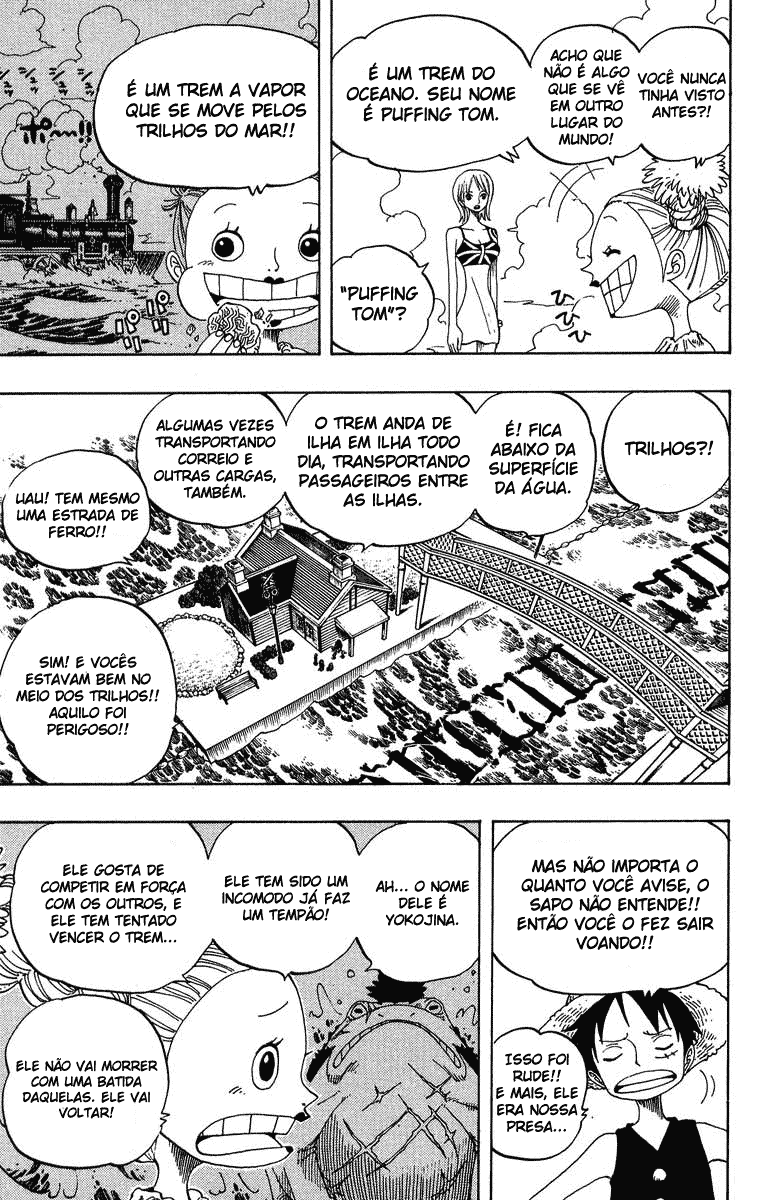 VOCÊ NUNCA
TINHA VISTO
ANTES?!
ACHO QUE
NÃO É ALGO
QUE SE VÊ
EM OUTRO
LUGAR DO
MUNDO!
É UM TREM DO
OCEANO. SEU NOME
É PUFFING TOM.
"PUFFING
TOM"?
ひひひ
É UM TREM A VAPOR
QUE SE MOVE PELOS
TRILHOS DO MAR!!
ポーッ!!
TRILHOS?!
É! FICA
ABAIXO DA
SUPERFÍCIE
DA ÁGUA.
O TREM ANDA DE
ILHA EM ILHA TODO
DIA, TRANSPORTANDO
PASSAGEIROS ENTRE
AS ILHAS.
ALGUMAS VEZES
TRANSPORTANDO
CORREIO E
OUTRAS CARGAS,
TAMBÉM.
UAU! TEM MESMO
UMA ESTRADA DE
FERRO!!
SIM! E VOCÊS
ESTAVAM BEM NO
MEIO DOS TRILHOS!!
AQUILO FOI
PERIGOSO!!
MAS NÃO IMPORTA O
QUANTO VOCÊ AVISE, O
SAPO NÃO ENTENDE!!
ENTÃO VOCÊ O FEZ SAIR
VOANDO!!
ISSO FOI
RUDE!!
E MAIS, ELE
ERA NOSSA
PRESA...
AH... O NOME
DELE É
YOKOJINA.
ELE TEM SIDO UM
INCOMODO JÁ FAZ
UM TEMPÃO!
ELE GOSTA DE
COMPETIR EM FORÇA
COM OS OUTROS, E
ELE TEM TENTADO
VENCER O TREM...
ELE NÃO VAI MORRER
COM UMA BATIDA
DAQUELAS. ELE VAI
VOLTAR!